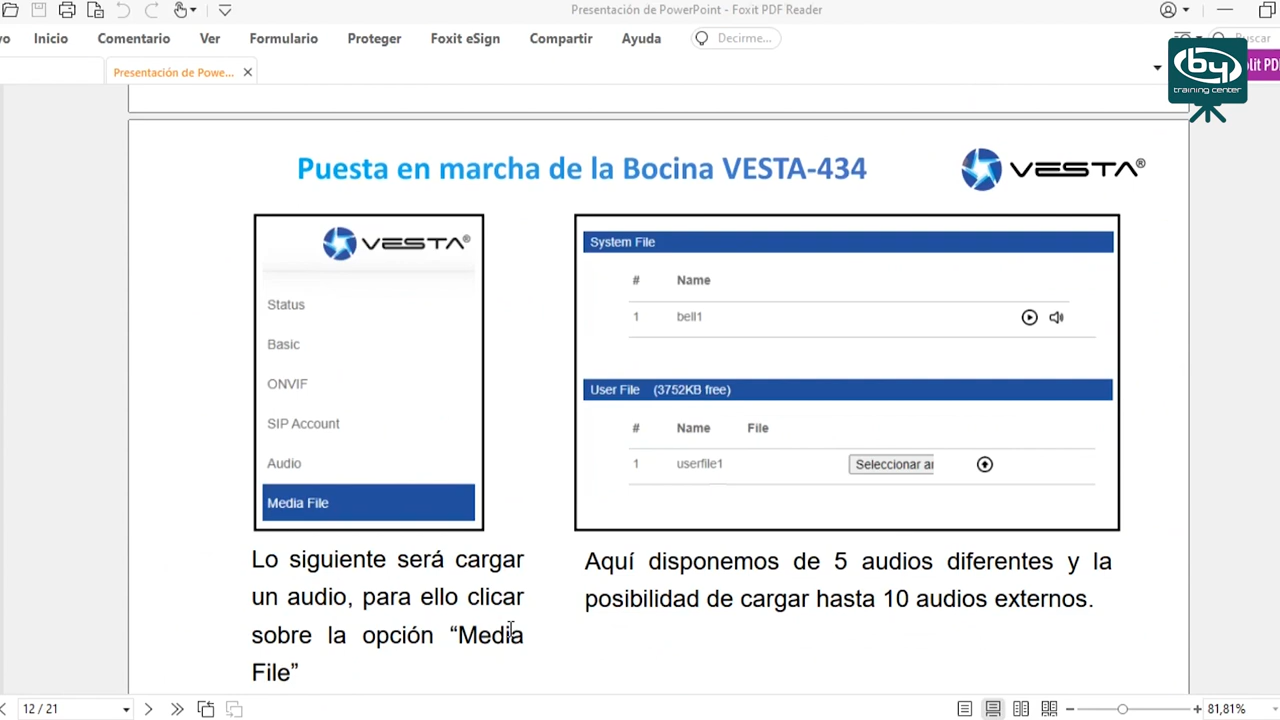 Presentación de PowerPoint - Foxit PDF Reader
Inicio Comentario Ver Formulario Proteger Foxit eSign Compartir Ayuda Decirme... Buscar
Presentación de Powe...
by
training center
Puesta en marcha de la Bocina VESTA-434
VESTA®
VESTA®
Status
Basic
ONVIF
SIP Account
Audio
Media File
System File
# Name
1 bell1
User File (3752KB free)
# Name File
1 userfile1 Seleccionar ar
Lo siguiente será cargar
un audio, para ello clicar
sobre la opción “Media
File”
Aquí disponemos de 5 audios diferentes y la
posibilidad de cargar hasta 10 audios externos.
12 / 21
81,81%